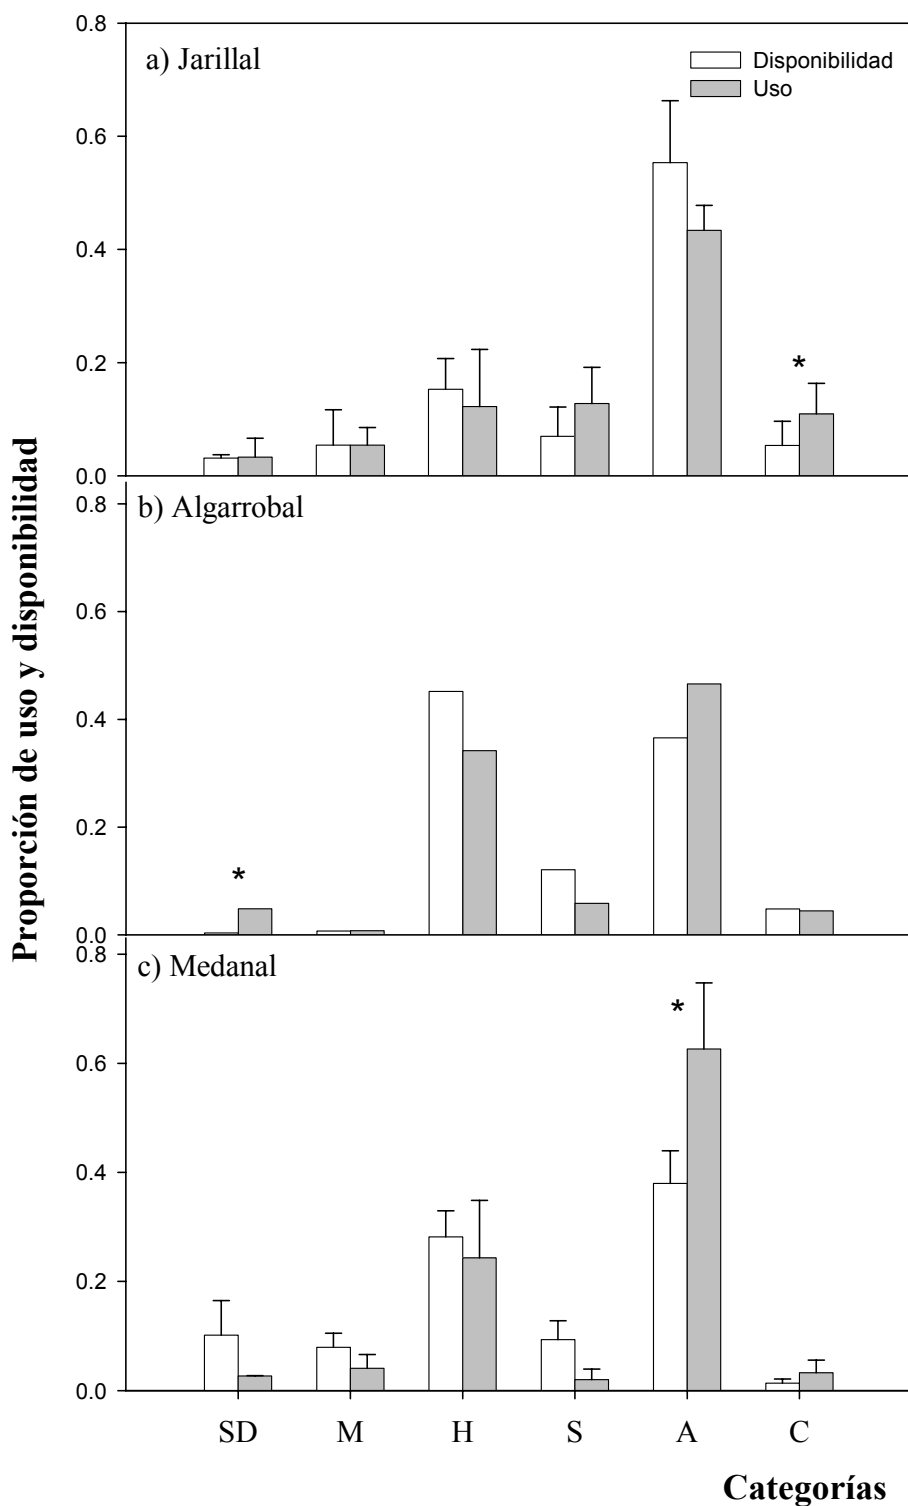 0.8
a) Jarillal
Disponibilidad
Uso
0.6
0.4
0.2
*
0.0
b) Algarrobal
0.8
0.6
0.4
0.2
*
0.0
c) Medanal
0.8
*
0.6
0.4
0.2
0.0
SD M H S A C
Categorías
Proporción de uso y disponibilidad